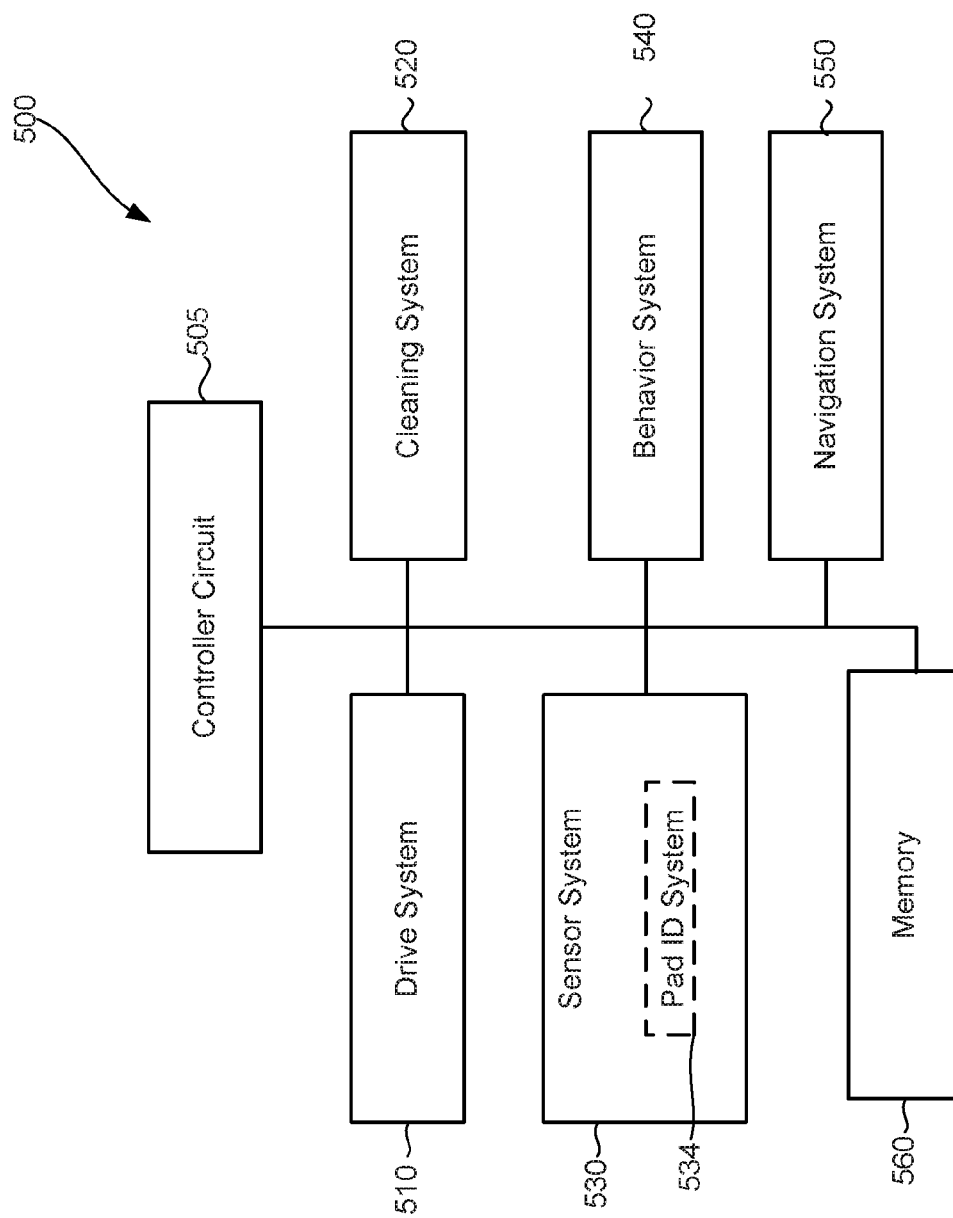 500
Controller Circuit
505
Drive System
510
Cleaning System
520
Sensor System
530
Pad ID System
534
Behavior System
540
Navigation System
550
Memory
560